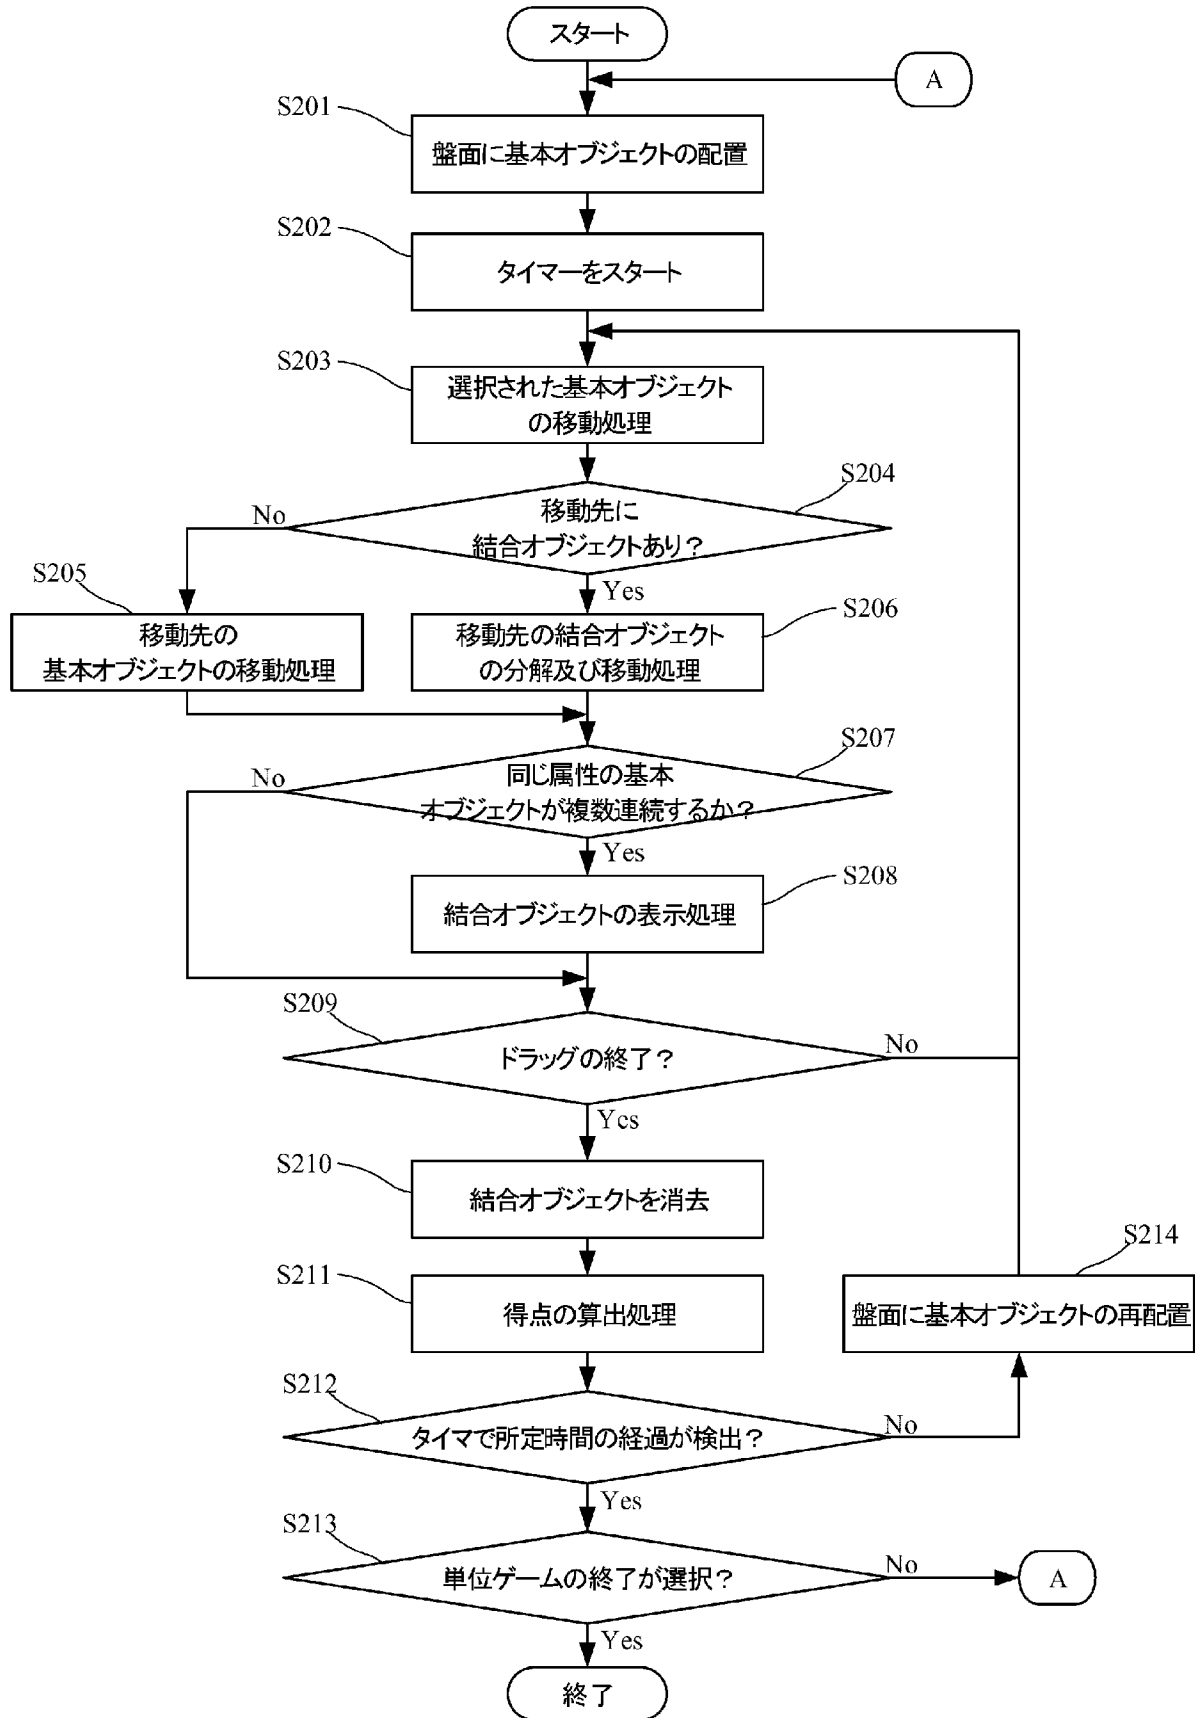 スタート
A
S201
盤面に基本オブジェクトの配置
S202
タイマーをスタート
S203
選択された基本オブジェクト
の移動処理
S204
移動先に
結合オブジェクトあり?
No
Yes
S205
移動先の
基本オブジェクトの移動処理
S206
移動先の結合オブジェクト
の分解及び移動処理
S207
同じ属性の基本
オブジェクトが複数連続するか?
No
Yes
S208
結合オブジェクトの表示処理
S209
ドラッグの終了?
No
Yes
S210
結合オブジェクトを消去
S211
得点の算出処理
S214
盤面に基本オブジェクトの再配置
S212
タイマで所定時間の経過が検出?
No
Yes
S213
単位ゲームの終了が選択?
No
A
Yes
終了